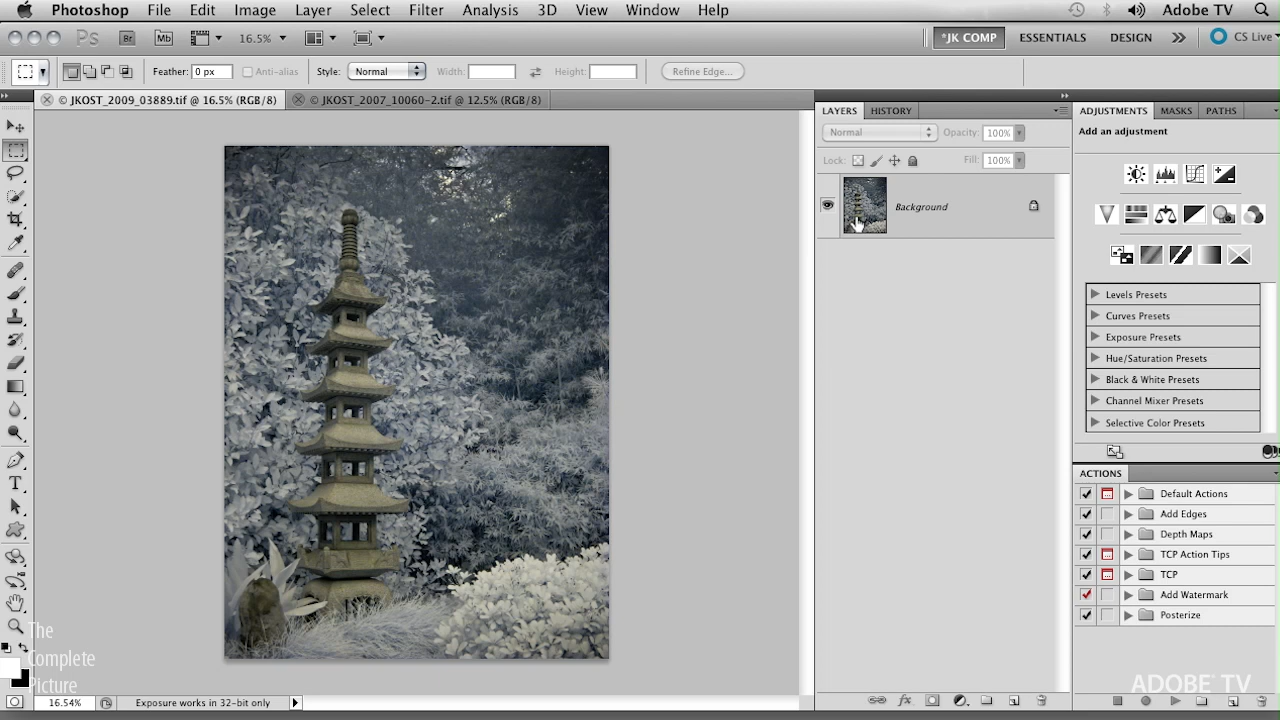 Photoshop File Edit Image Layer Select Filter Analysis 3D View Window Help Adobe TV
Ps Br Mb 16.5% *JK COMP ESSENTIALS DESIGN CS Live
Feather: 0 px Anti-alias Style: Normal Width: Height: Refine Edge...
© JKOST_2009_03889.tif @ 16.5% (RGB/8) © JKOST_2007_10060-2.tif @ 12.5% (RGB/8)
LAYERS HISTORY
Normal Opacity: 100%
Lock: Fill: 100%
Background
ADJUSTMENTS MASKS PATHS
Add an adjustment
Levels Presets
Curves Presets
Exposure Presets
Hue/Saturation Presets
Black & White Presets
Channel Mixer Presets
Selective Color Presets
ACTIONS
Default Actions
Add Edges
Depth Maps
TCP Action Tips
TCP
Add Watermark
Posterize
The
Complete
Picture
16.54% Exposure works in 32-bit only
ADOBE® TV